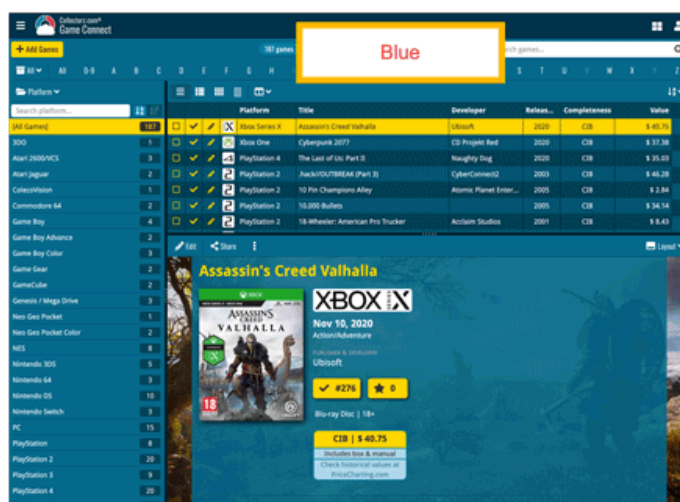 Collectorz.com®
Game Connect
+ Add Games
187 games
Blue
Search games...
All
All 0-9 A B C D E F G H S T U V W X Y Z
Platform
Search platform...
Platform Title Developer Releas... Completeness Value
[All Games] 187
3DO 1
Atari 2600/VCS 3
Atari Jaguar 2
ColecoVision 1
Commodore 64 2
Game Boy 4
Game Boy Advance 2
Game Boy Color 3
Game Gear 2
GameCube 2
Genesis / Mega Drive 3
Neo Geo Pocket 1
Neo Geo Pocket Color 2
NES 8
Nintendo 3DS 5
Nintendo 64 3
Nintendo DS 10
Nintendo Switch 3
PC 15
PlayStation 8
PlayStation 2 20
PlayStation 3 9
PlayStation 4 20
Xbox Series X Assassin's Creed Valhalla Ubisoft 2020 CIB $ 40.75
Xbox One Cyberpunk 2077 CD Projekt Red 2020 CIB $ 37.38
PlayStation 4 The Last of Us: Part II Naughty Dog 2020 CIB $ 35.03
PlayStation 2 .hack//OUTBREAK (Part 3) CyberConnect2 2003 CIB $ 46.28
PlayStation 2 10 Pin Champions Alley Atomic Planet Enter... 2005 CIB $ 2.84
PlayStation 2 10,000 Bullets 2005 CIB $ 34.14
PlayStation 2 18-Wheeler: American Pro Trucker Acclaim Studios 2001 CIB $ 8.43
Edit Share Layout
Assassin's Creed Valhalla
XBOX
ASSASSIN'S
CREED
VALHALLA
18
XBOX SERIES X
Nov 10, 2020
Action/Adventure
PUBLISHER & DEVELOPER
Ubisoft
#276 0
Blu-ray Disc | 18+
CIB | $ 40.75
Includes box & manual
Check historical values at
PriceCharting.com